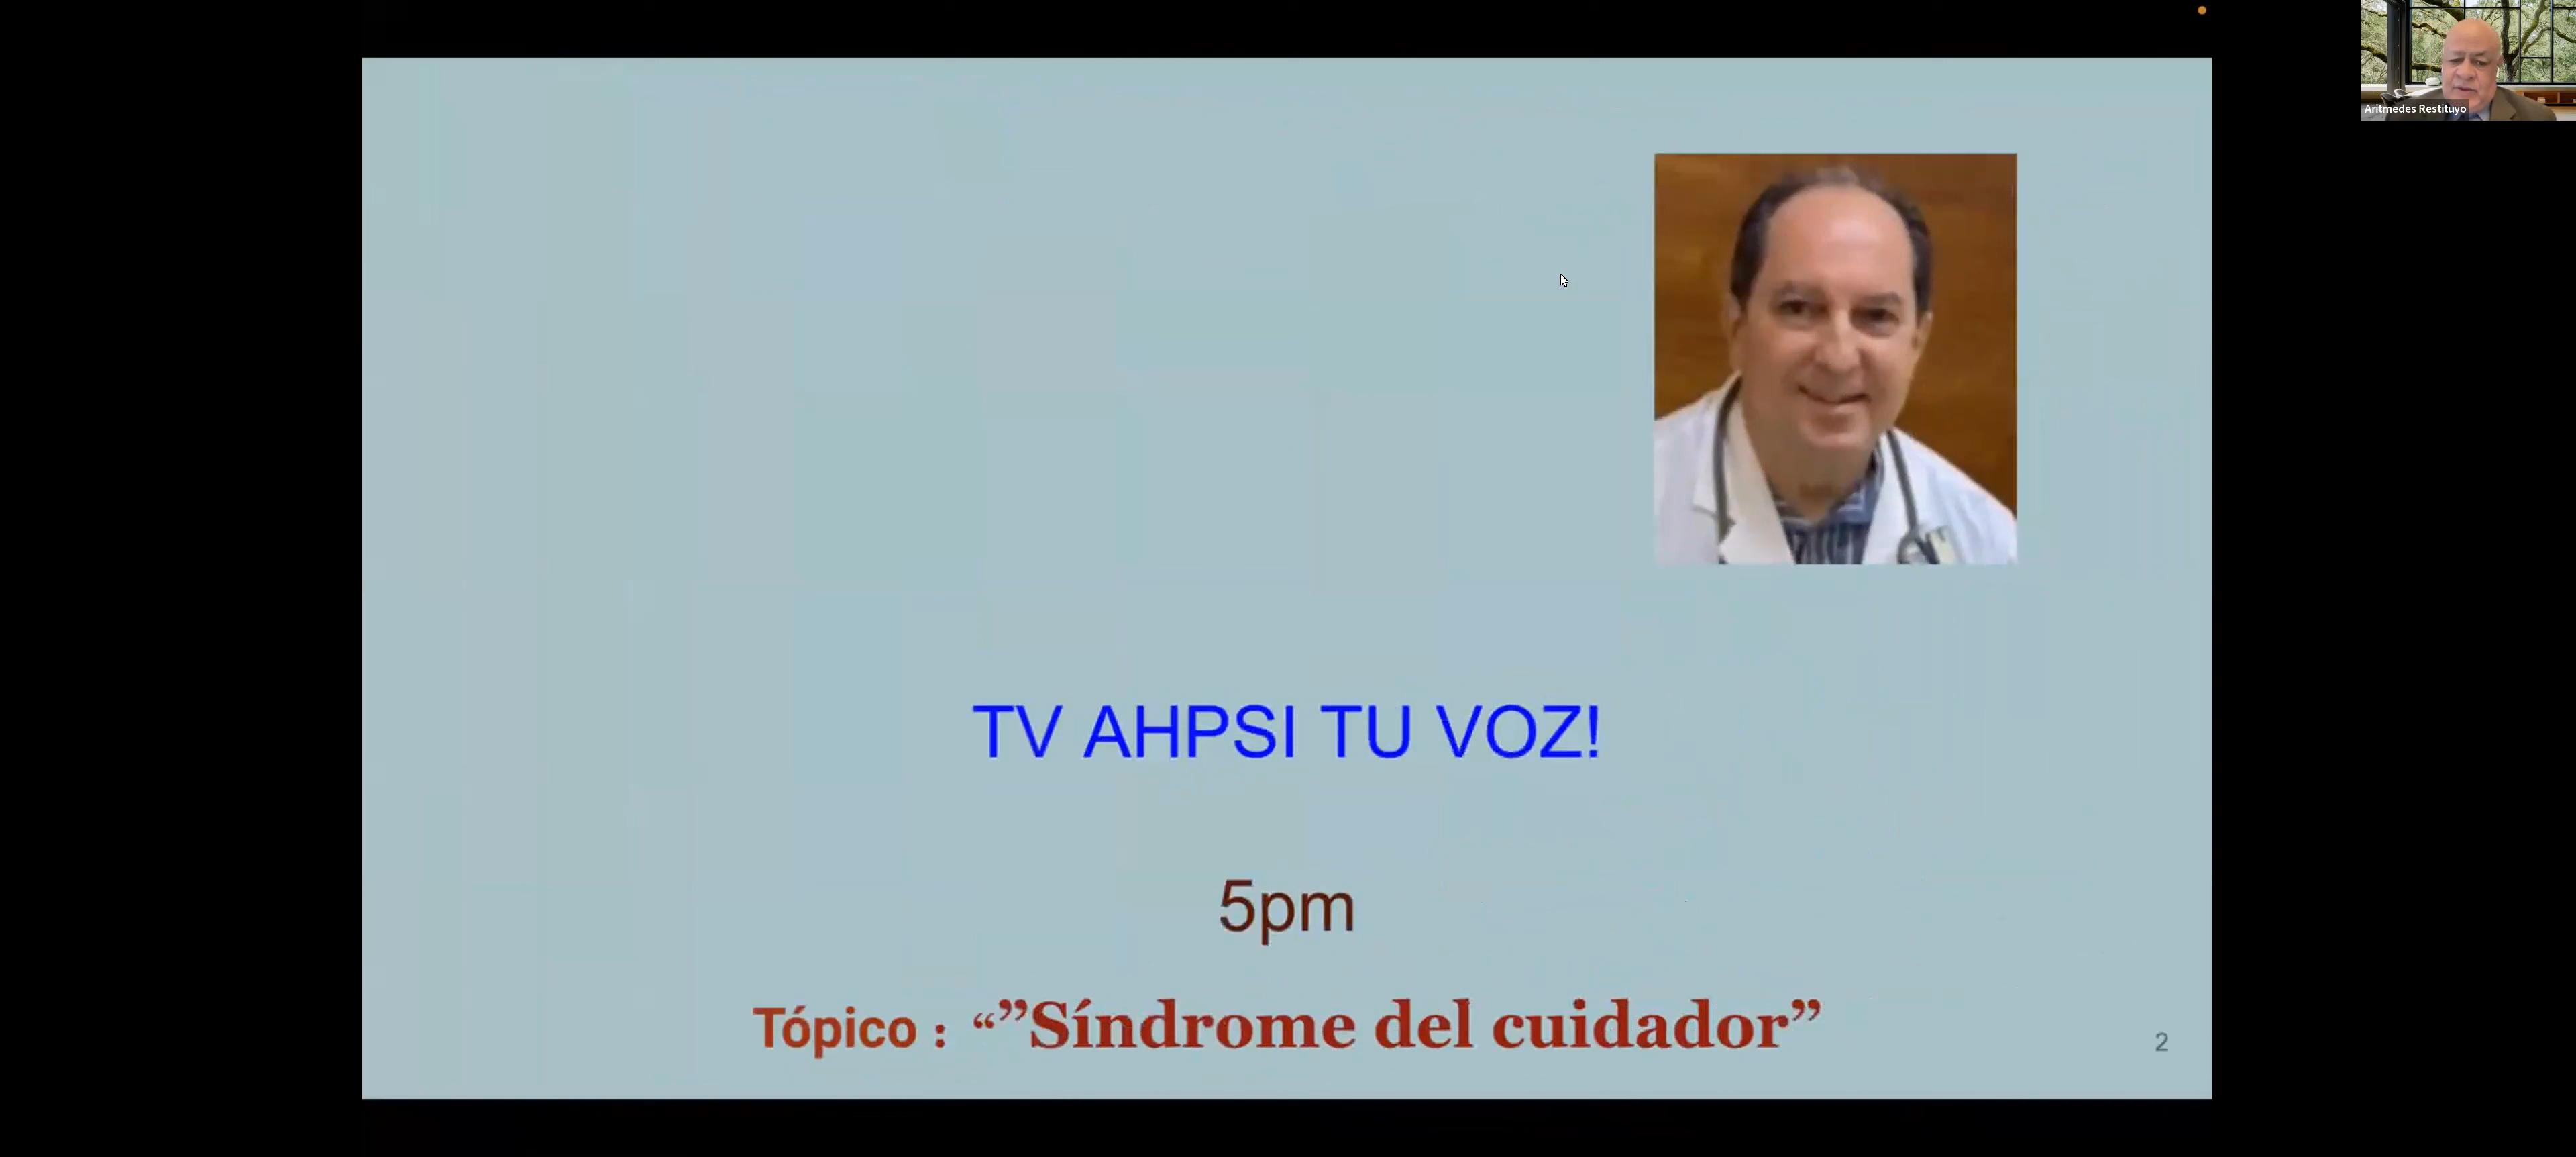 Aritmedes Restituyo
TV AHPSI TU VOZ!
5pm
Tópico : “”Síndrome del cuidador”
2